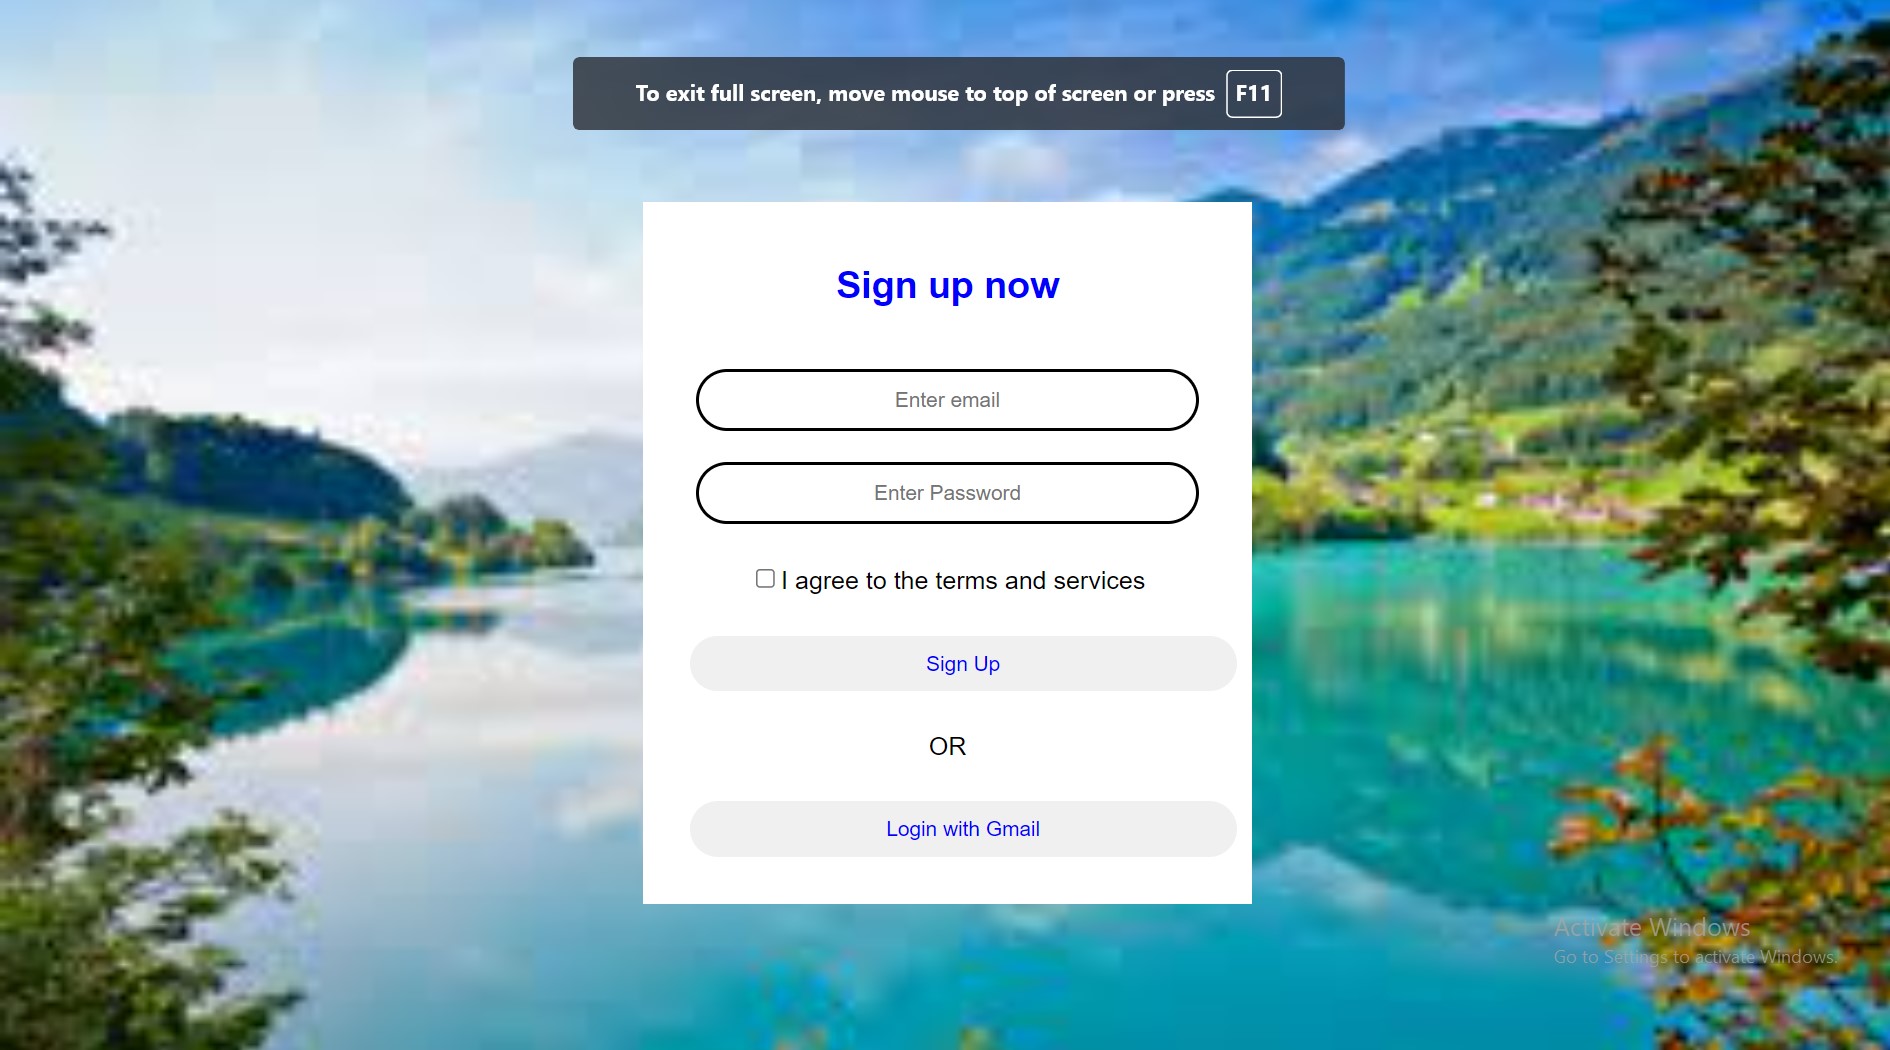 To exit full screen, move mouse to top of screen or press F11
Sign up now
Enter email
Enter Password
I agree to the terms and services
Sign Up
OR
Login with Gmail
Activate Windows
Go to Settings to activate Windows.